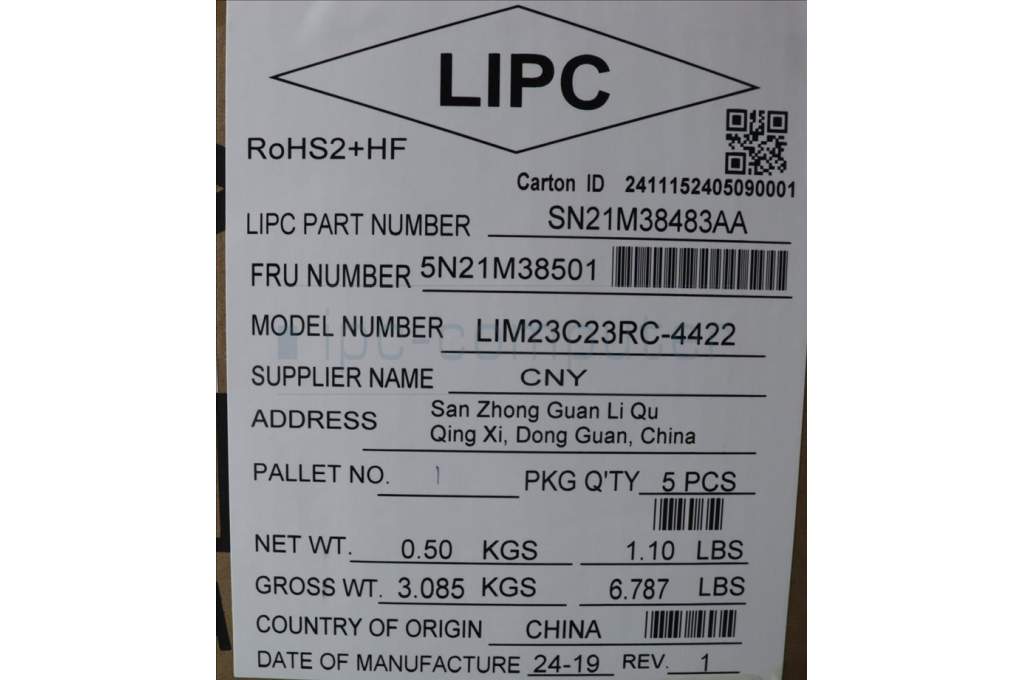 LIPC
RoHS2+HF
Carton ID 2411152405090001
LIPC PART NUMBER SN21M38483AA
FRU NUMBER 5N21M38501
MODEL NUMBER LIM23C23RC-4422
ipc-computer
SUPPLIER NAME CNY
ADDRESS San Zhong Guan Li Qu
Qing Xi, Dong Guan, China
PALLET NO. 1 PKG Q'TY 5 PCS
NET WT. 0.50 KGS 1.10 LBS
GROSS WT. 3.085 KGS 6.787 LBS
COUNTRY OF ORIGIN CHINA
DATE OF MANUFACTURE 24-19 REV. 1